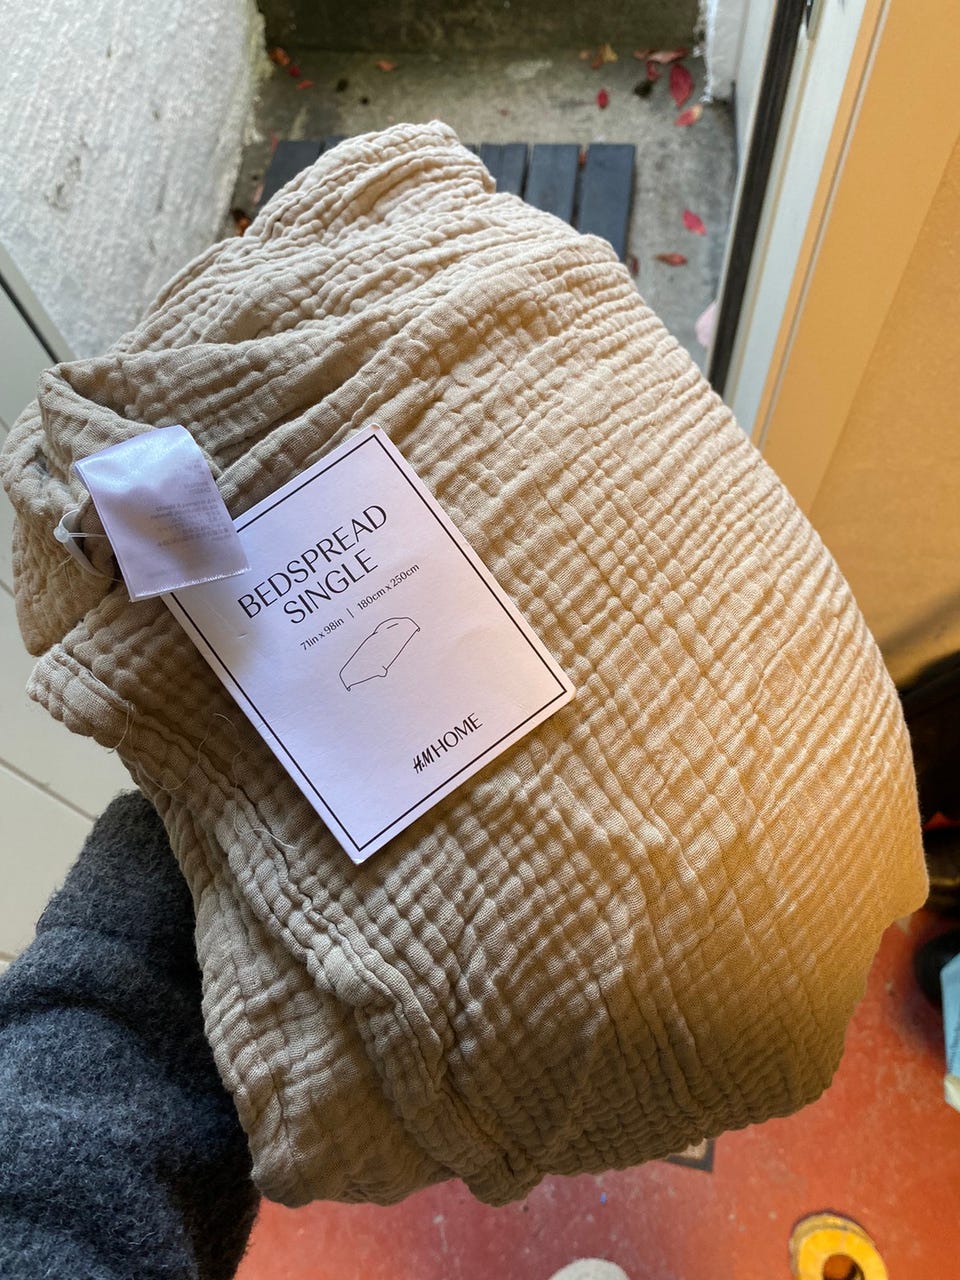 BEDSPREAD
SINGLE
71in x 98in | 180cm x 250cm
H&M HOME